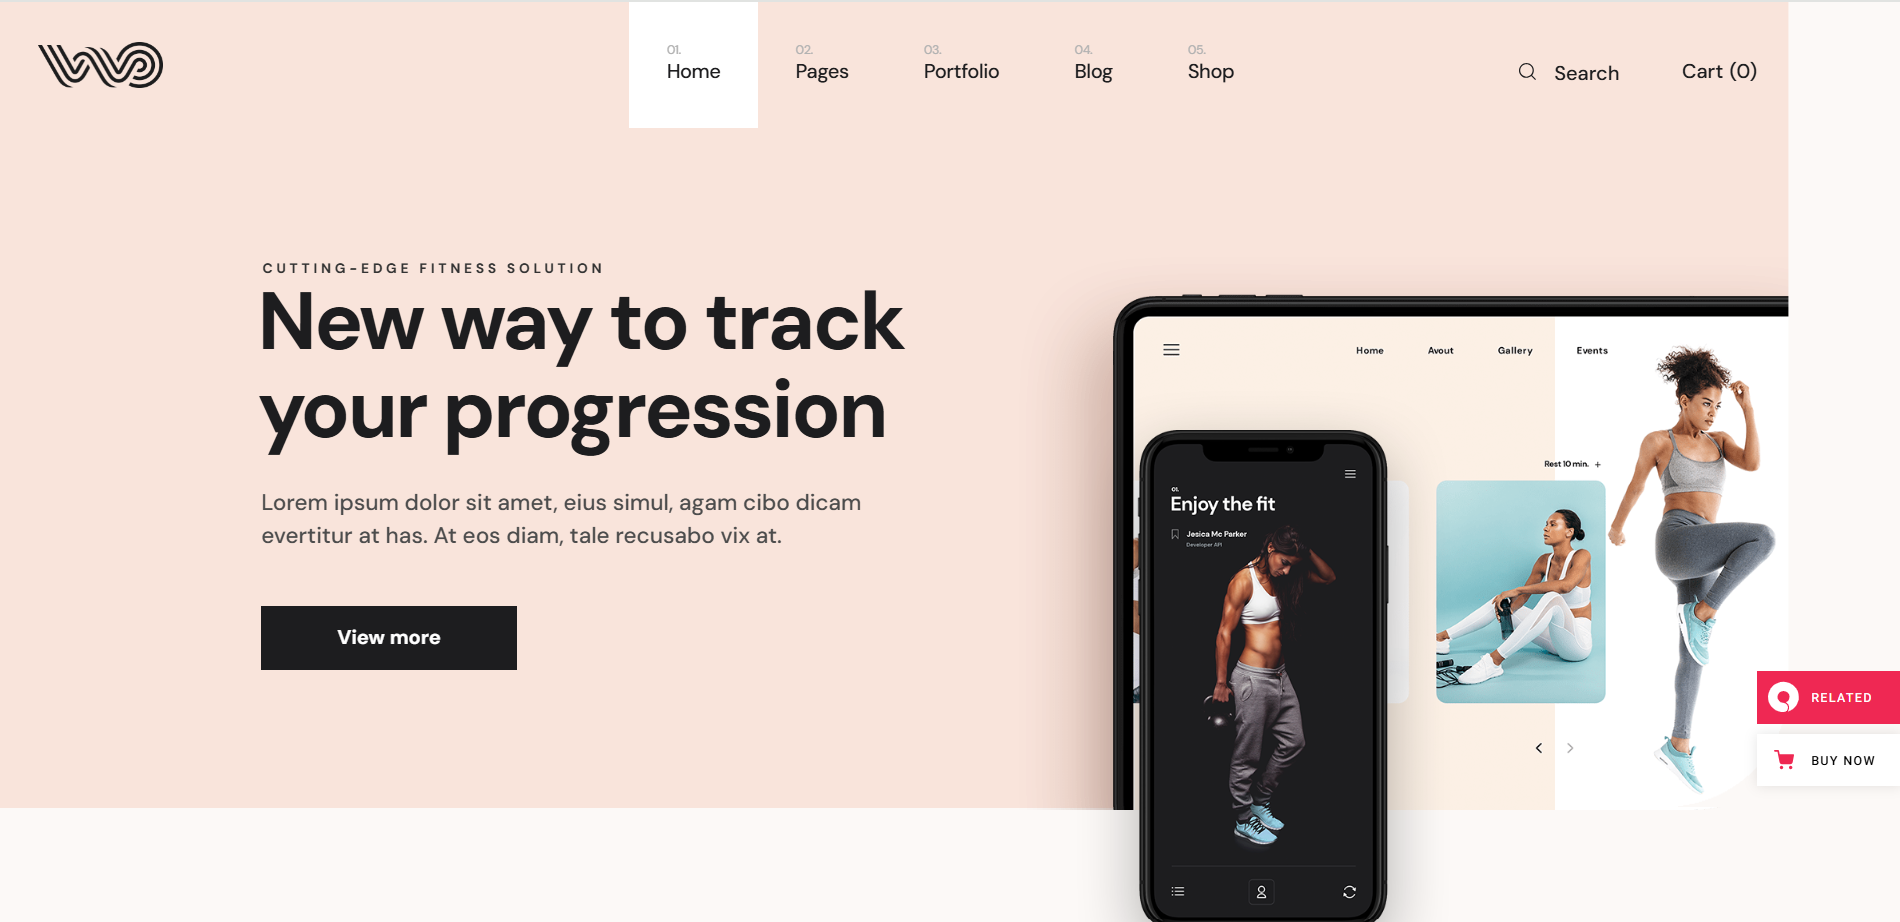 01.
Home
02.
Pages
03.
Portfolio
04.
Blog
05.
Shop
Search
Cart (0)
CUTTING-EDGE FITNESS SOLUTION
New way to track
your progression
Lorem ipsum dolor sit amet, eius simul, agam cibo dicam
evertitur at has. At eos diam, tale recusabo vix at.
View more
Home
Avout
Gallery
Events
Rest 10 min. +
01.
Enjoy the fit
Jesica Mc Parker
Developer API
RELATED
BUY NOW